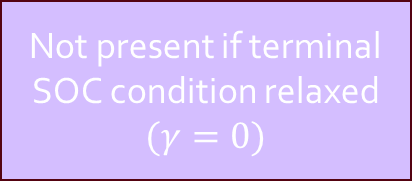 Not present if terminal
SOC condition relaxed
(γ = 0)